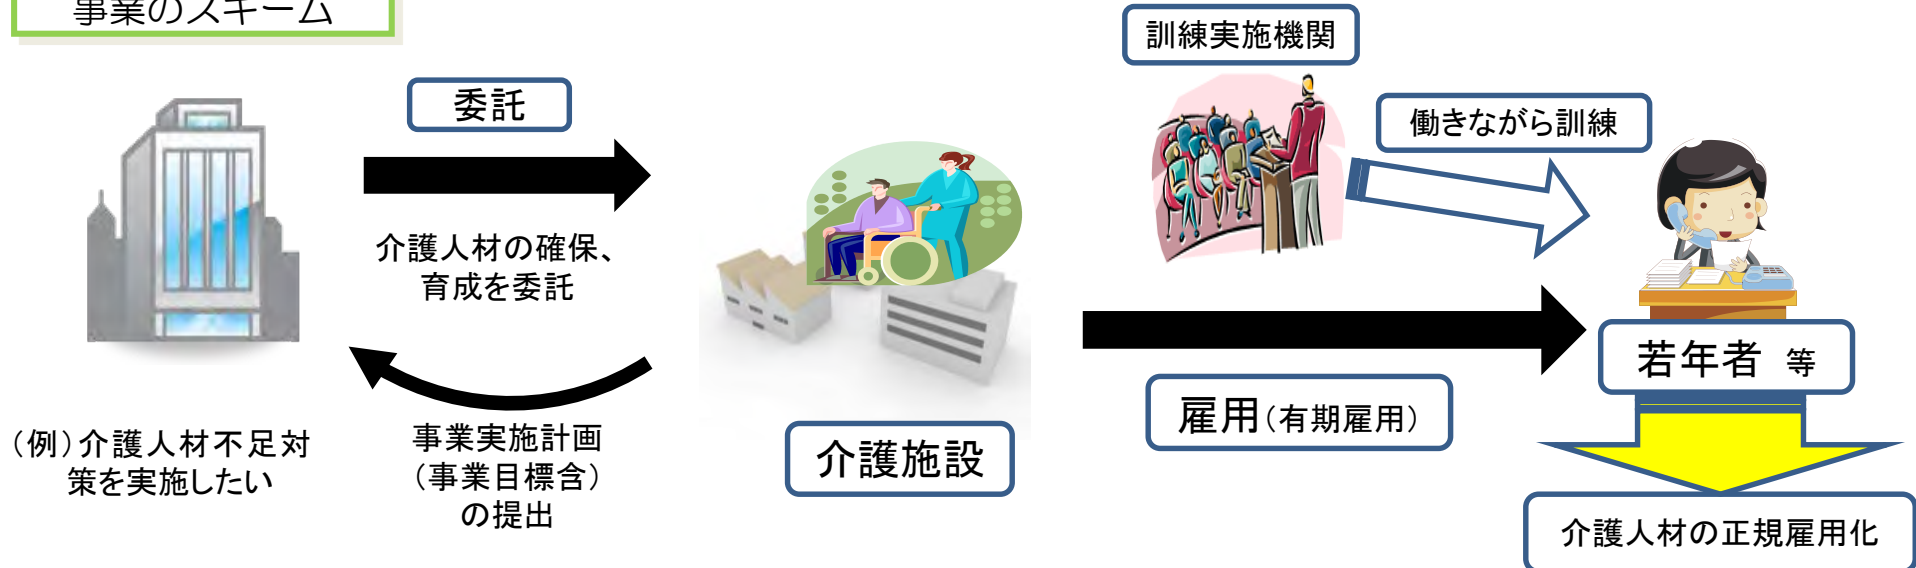 事業のスキーム
委託
介護人材の確保、
育成を委託
(例)介護人材不足対
策を実施したい
事業実施計画
(事業目標含)
の提出
介護施設
訓練実施機関
働きながら訓練
雇用(有期雇用)
若年者 等
介護人材の正規雇用化